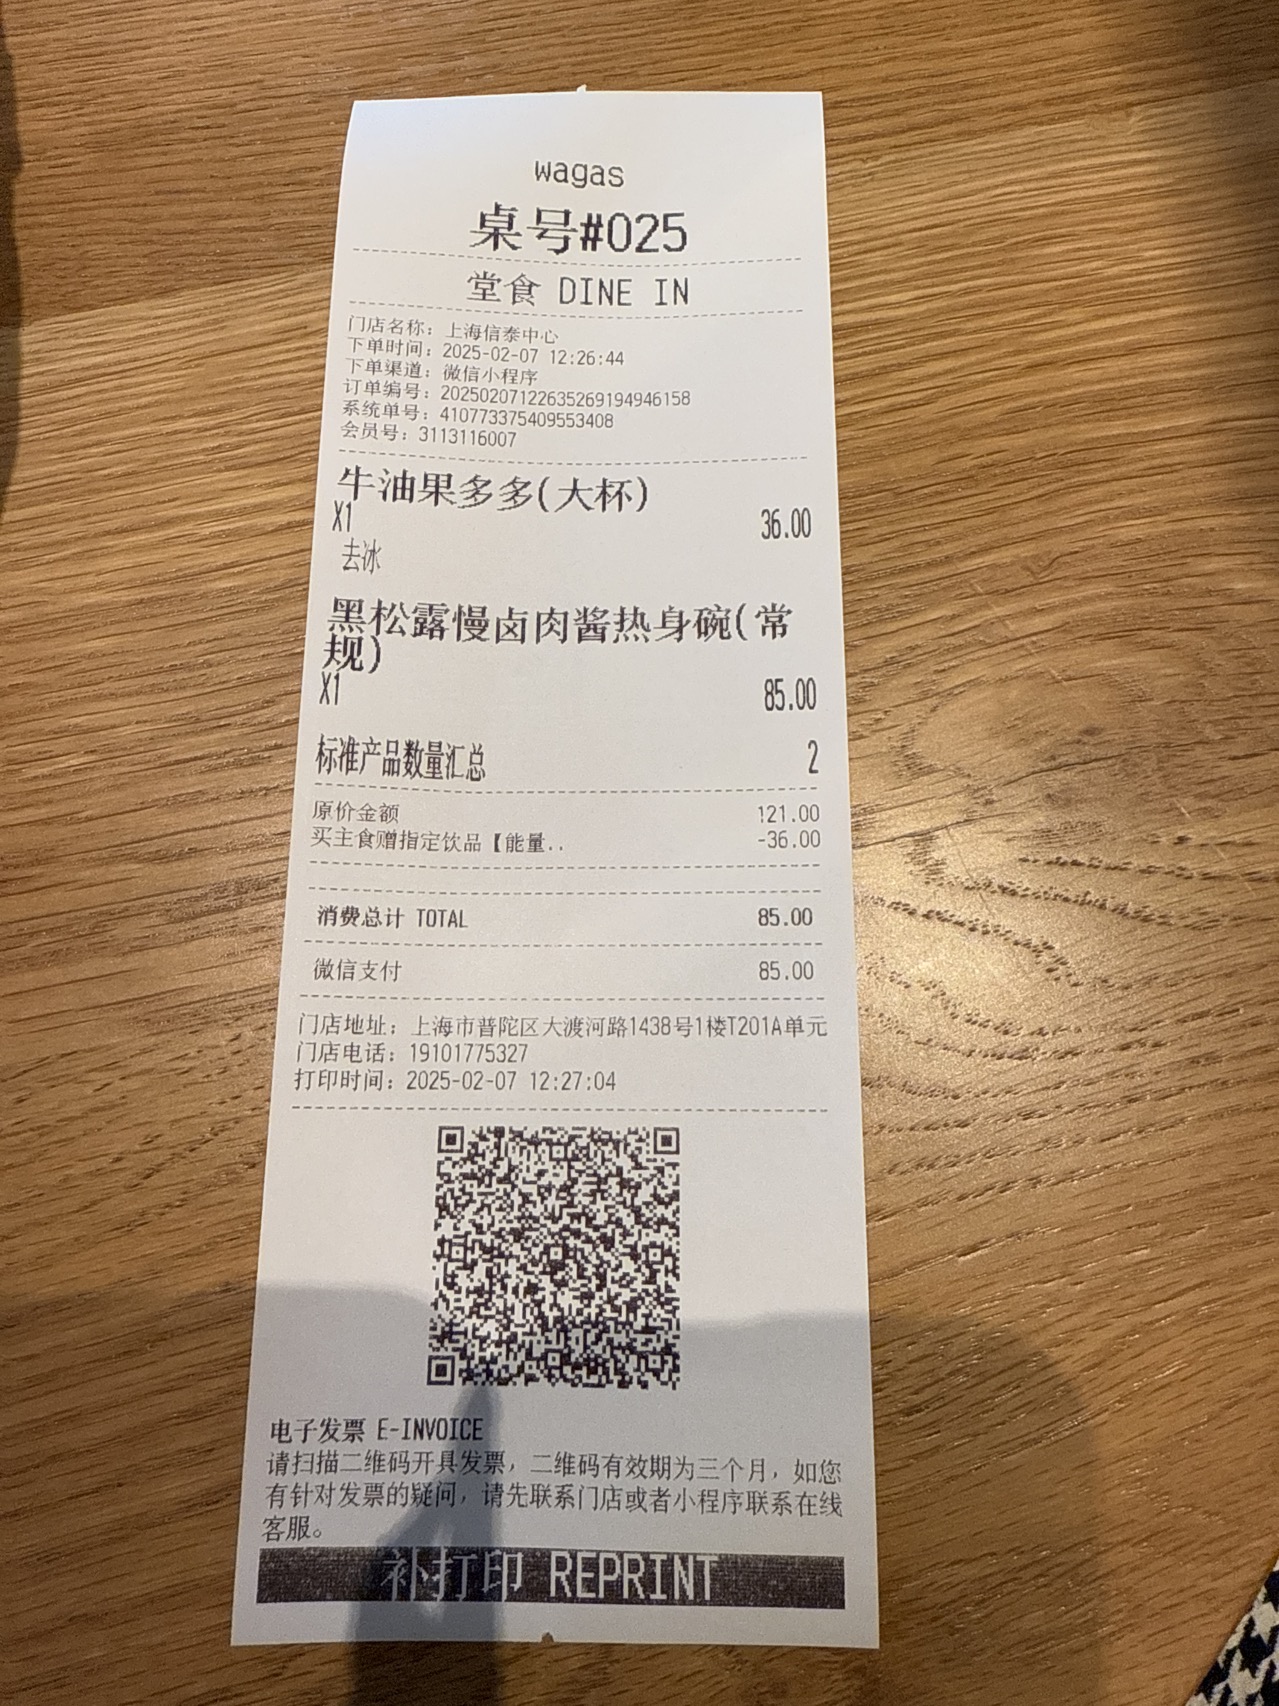 wagas
桌号#025
堂食 DINE IN
门店名称：上海信泰中心
下单时间：2025-02-07 12:26:44
下单渠道：微信小程序
订单编号：20250207122635269194946158
系统单号：410773375409553408
会员号：3113116007
牛油果多多(大杯)
X1 36.00
去冰
黑松露慢卤肉酱热身碗(常
规)
X1 85.00
标准产品数量汇总 2
原价金额 121.00
买主食赠指定饮品【能量.. -36.00
消费总计 TOTAL 85.00
微信支付 85.00
门店地址：上海市普陀区大渡河路1438号1楼T201A单元
门店电话：19101775327
打印时间：2025-02-07 12:27:04
电子发票 E-INVOICE
请扫描二维码开具发票，二维码有效期为三个月，如您
有针对发票的疑问，请先联系门店或者小程序联系在线
客服。
补打印 REPRINT